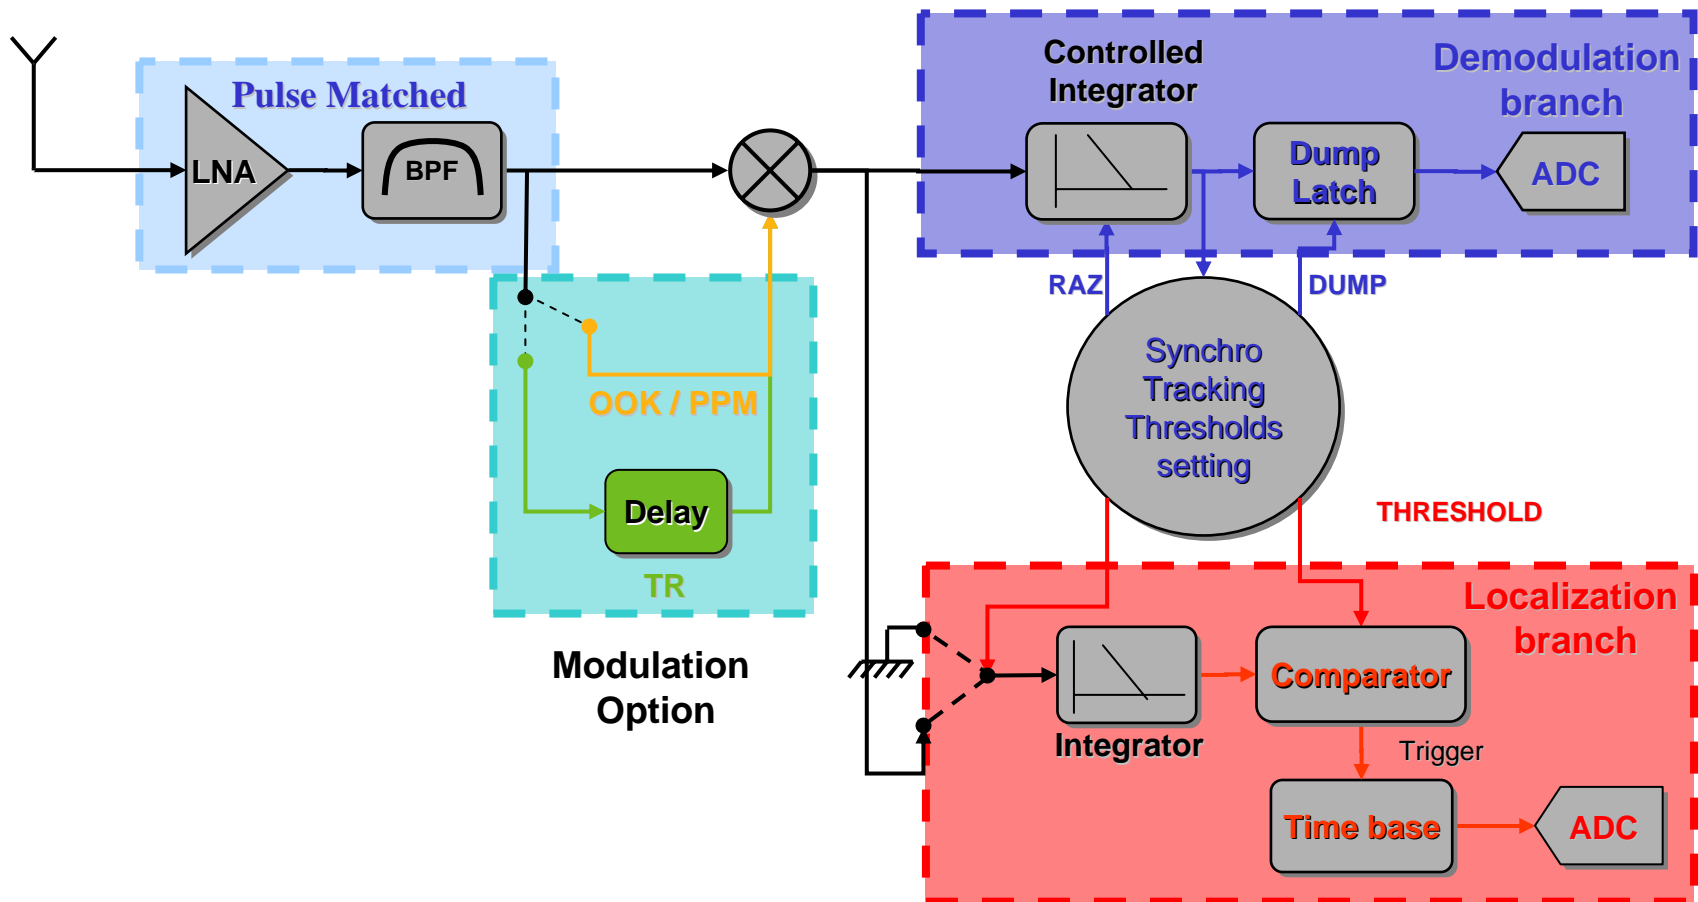 Pulse Matched
LNA
BPF
Controlled
Integrator
Demodulation
branch
Dump
Latch
ADC
RAZ
DUMP
Synchro
Tracking
Thresholds
setting
OOK / PPM
Delay
TR
Modulation
Option
THRESHOLD
Localization
branch
Integrator
Comparator
Trigger
Time base
ADC